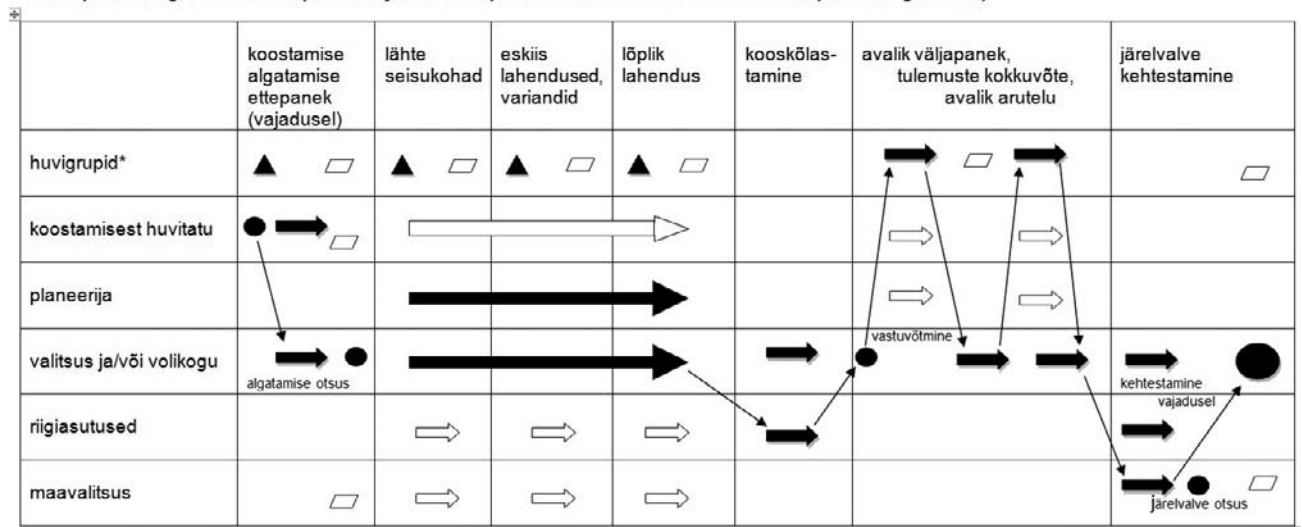 koostamise
algatamise
ettepanek
(vajadusel)
lähte
seisukohad
eskiis
lahendused,
variandid
lõplik
lahendus
kooskõlas-
tamine
avalik väljapanek,
tulemuste kokkuvõte,
avalik arutelu
järelvalve
kehtestamine
huvigrupid*
koostamisest huvitatu
planeerija
valitsus ja/või volikogu
algatamise otsus
vastuvõtmine
kehtestamine
vajadusel
riigiasutused
maavalitsus
järelvalve otsus